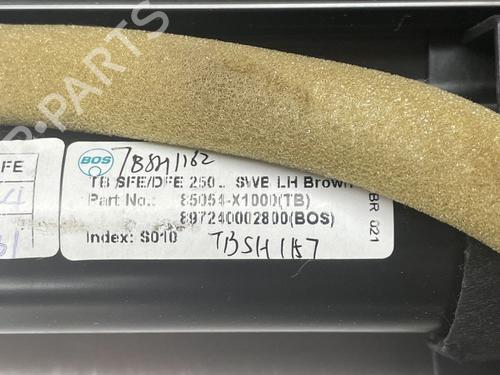 PARTS
BOS
TB SFE/DFE 250 SWB LH Brown
Part No.: 85054-X1000(TB)
897240002800(BOS)
Index: S010
TBSH1157
BR 021
FE